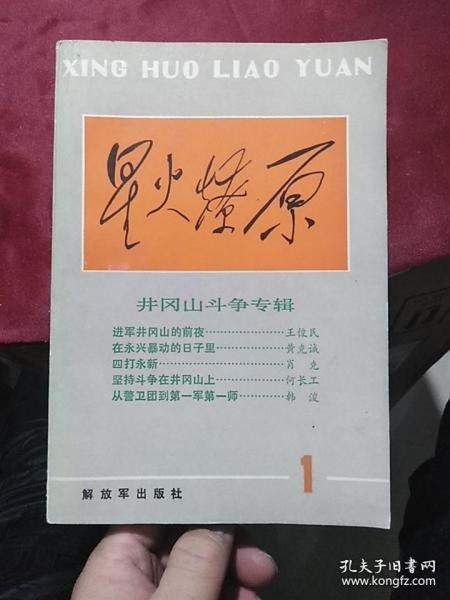 XING HUO LIAO YUAN
星火燎原
井冈山斗争专辑
进军井冈山的前夜…………………王俊民
在永兴暴动的日子里………………黄克诚
四打永新……………………………肖克
坚持斗争在井冈山上………………何长工
从警卫团到第一军第一师…………韩浚
1
解放军出版社
孔夫子旧书网
www.kongfz.com